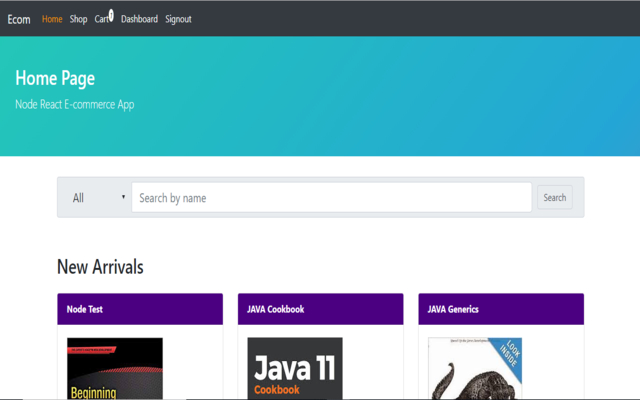 Ecom Home Shop Cart 0 Dashboard Signout
Home Page
Node React E-commerce App
All Search by name Search
New Arrivals
Node Test JAVA Cookbook JAVA Generics
LOOK
INSIDE
Java 11
Cookbook
Beginning